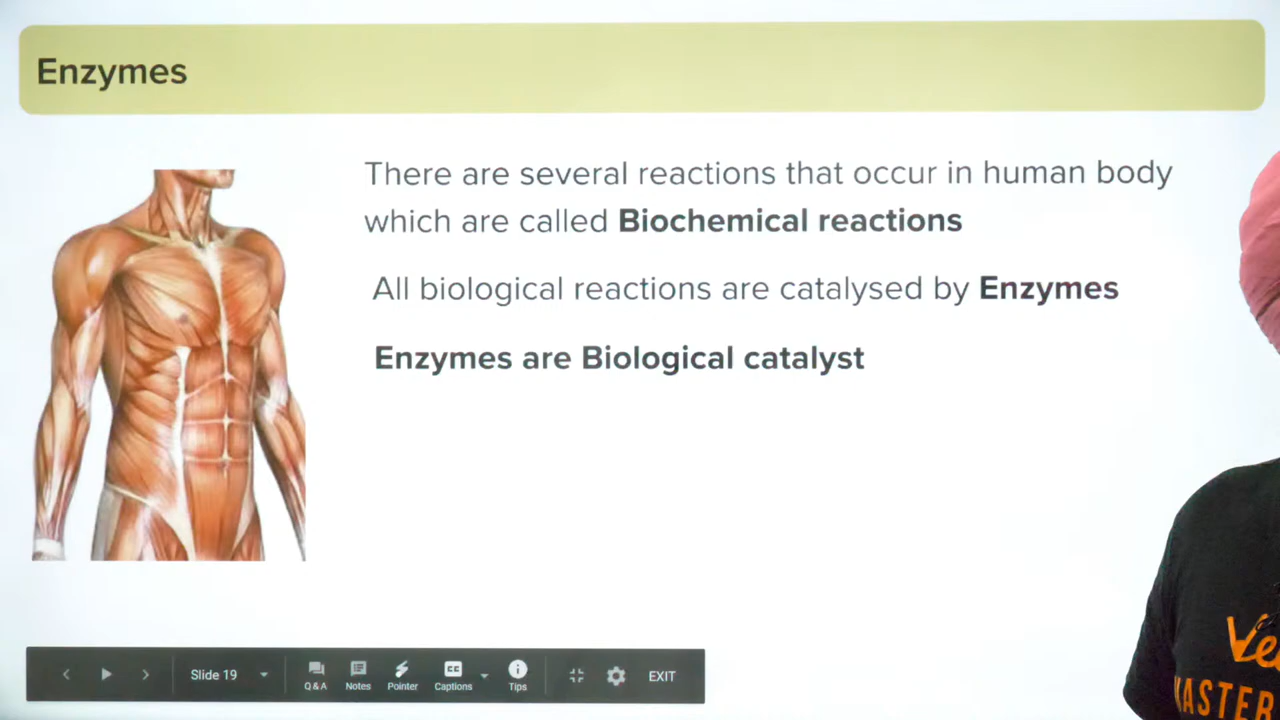 Enzymes
There are several reactions that occur in human body
which are called Biochemical reactions
All biological reactions are catalysed by Enzymes
Enzymes are Biological catalyst
Slide 19
Q&A Notes Pointer CC Captions Tips EXIT